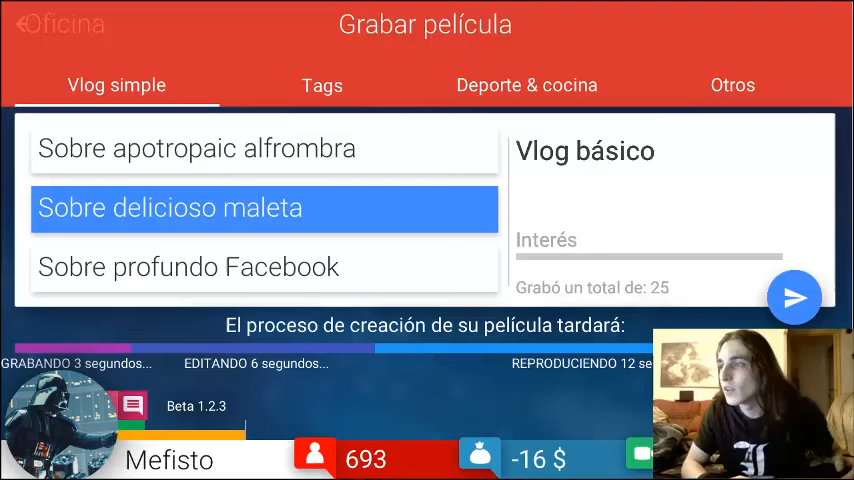 Oficina
Grabar película
Vlog simple
Tags
Deporte & cocina
Otros
Sobre apotropaic alfrombra
Sobre delicioso maleta
Sobre profundo Facebook
Vlog básico
Interés
Grabó un total de: 25
El proceso de creación de su película tardará:
GRABANDO 3 segundos...
EDITANDO 6 segundos...
REPRODUCIENDO 12 se
Beta 1.2.3
Mefisto
693
-16 $